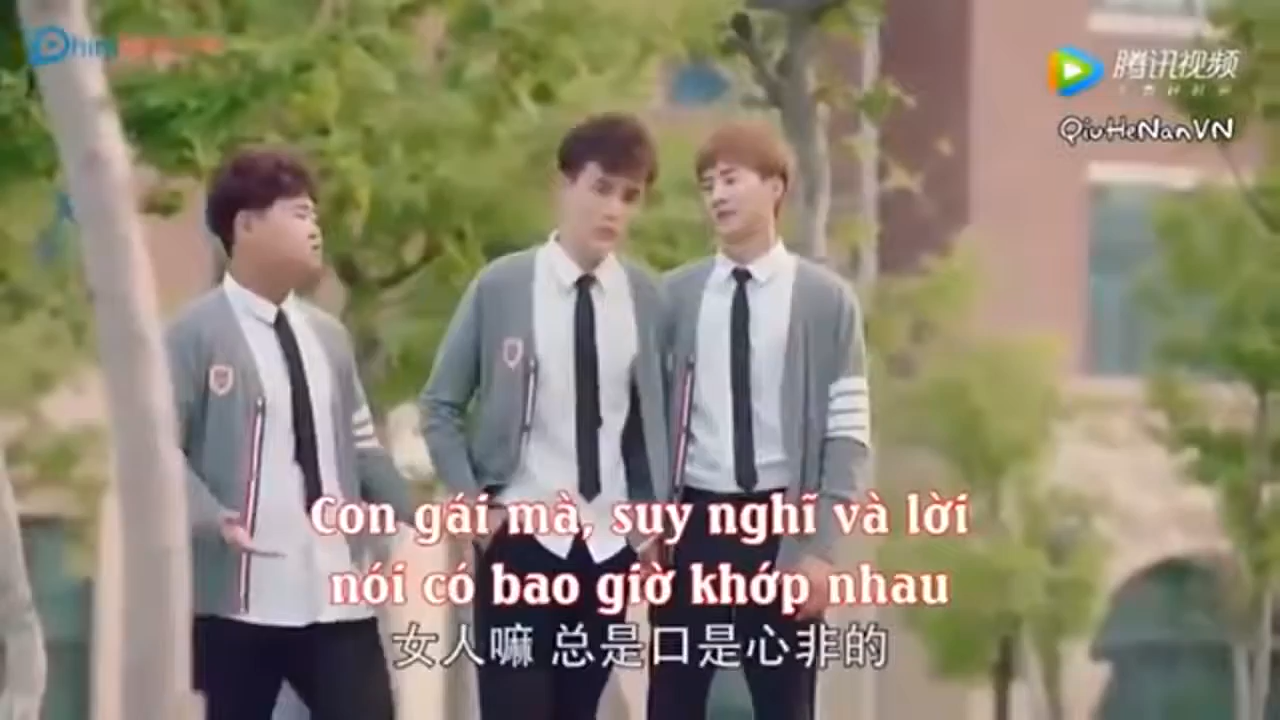 Phim
腾讯视频
QiuHeNanVN
Con gái mà, suy nghĩ và lời
nói có bao giờ khớp nhau
女人嘛 总是口是心非的